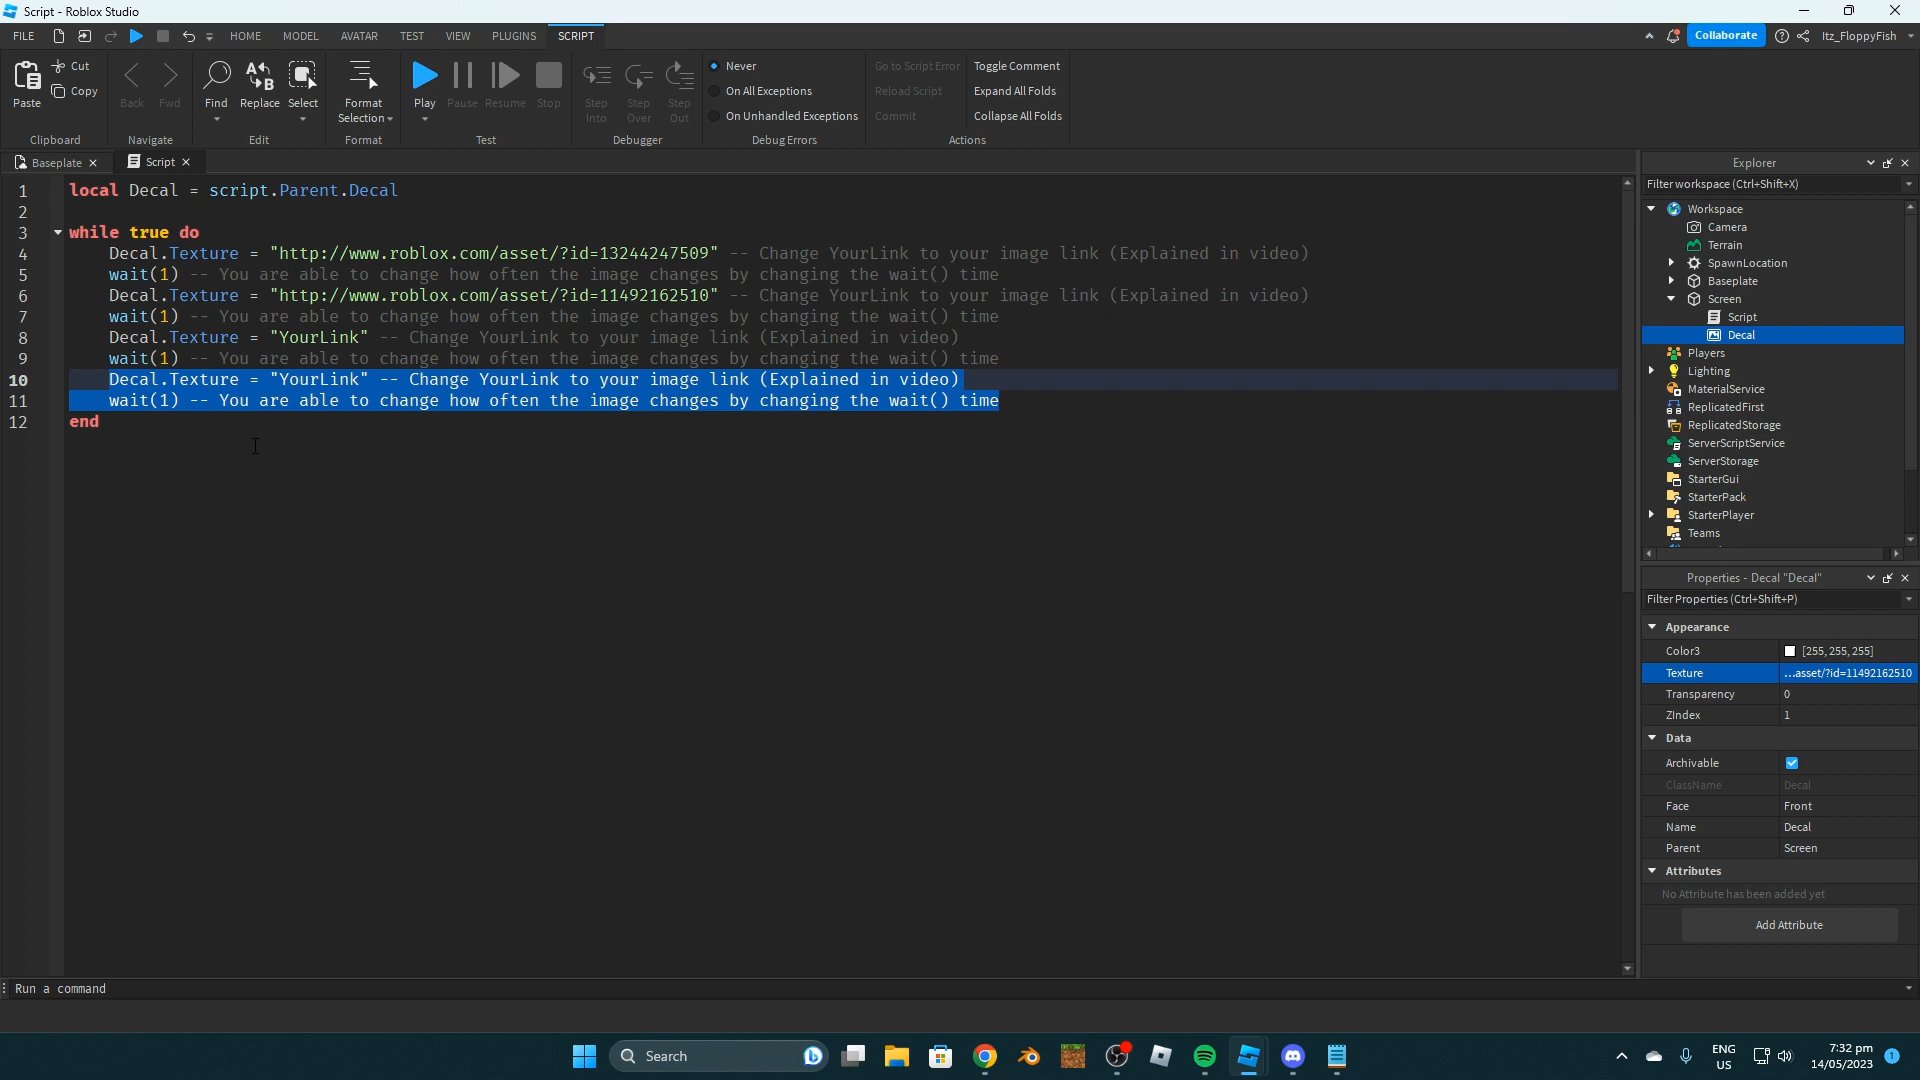 Script - Roblox Studio
FILE HOME MODEL AVATAR TEST VIEW PLUGINS SCRIPT Collaborate Itz_FloppyFish
Paste Cut Copy Clipboard
Back Fwd Navigate
Find Replace Select Edit
Format Selection Format
Play Pause Resume Stop Test
Step Into Step Over Step Out Debugger
Never
On All Exceptions
On Unhandled Exceptions
Debug Errors
Go to Script Error Toggle Comment
Reload Script Expand All Folds
Commit Collapse All Folds
Actions
Baseplate Script
1 local Decal = script.Parent.Decal
2
3 while true do
4 Decal.Texture = "http://www.roblox.com/asset/?id=13244247509" -- Change YourLink to your image link (Explained in video)
5 wait(1) -- You are able to change how often the image changes by changing the wait() time
6 Decal.Texture = "http://www.roblox.com/asset/?id=11492162510" -- Change YourLink to your image link (Explained in video)
7 wait(1) -- You are able to change how often the image changes by changing the wait() time
8 Decal.Texture = "YourLink" -- Change YourLink to your image link (Explained in video)
9 wait(1) -- You are able to change how often the image changes by changing the wait() time
10 Decal.Texture = "YourLink" -- Change YourLink to your image link (Explained in video)
11 wait(1) -- You are able to change how often the image changes by changing the wait() time
12 end
Explorer
Filter workspace (Ctrl+Shift+X)
Workspace
Camera
Terrain
SpawnLocation
Baseplate
Screen
Script
Decal
Players
Lighting
MaterialService
ReplicatedFirst
ReplicatedStorage
ServerScriptService
ServerStorage
StarterGui
StarterPack
StarterPlayer
Teams
Properties - Decal "Decal"
Filter Properties (Ctrl+Shift+P)
Appearance
Color3 [255, 255, 255]
Texture ...asset/?id=11492162510
Transparency 0
ZIndex 1
Data
Archivable
ClassName Decal
Face Front
Name Decal
Parent Screen
Attributes
No Attribute has been added yet
Add Attribute
Run a command
Search
ENG US
7:32 pm
14/05/2023
1